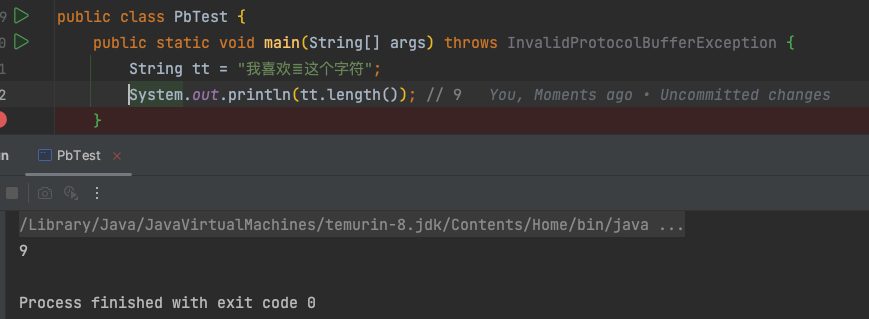 9 public class PbTest {
0 public static void main(String[] args) throws InvalidProtocolBufferException {
1 String tt = "我喜欢𝌆这个字符";
2 System.out.println(tt.length()); // 9 You, Moments ago • Uncommitted changes
}
PbTest
/Library/Java/JavaVirtualMachines/temurin-8.jdk/Contents/Home/bin/java ...
9
Process finished with exit code 0